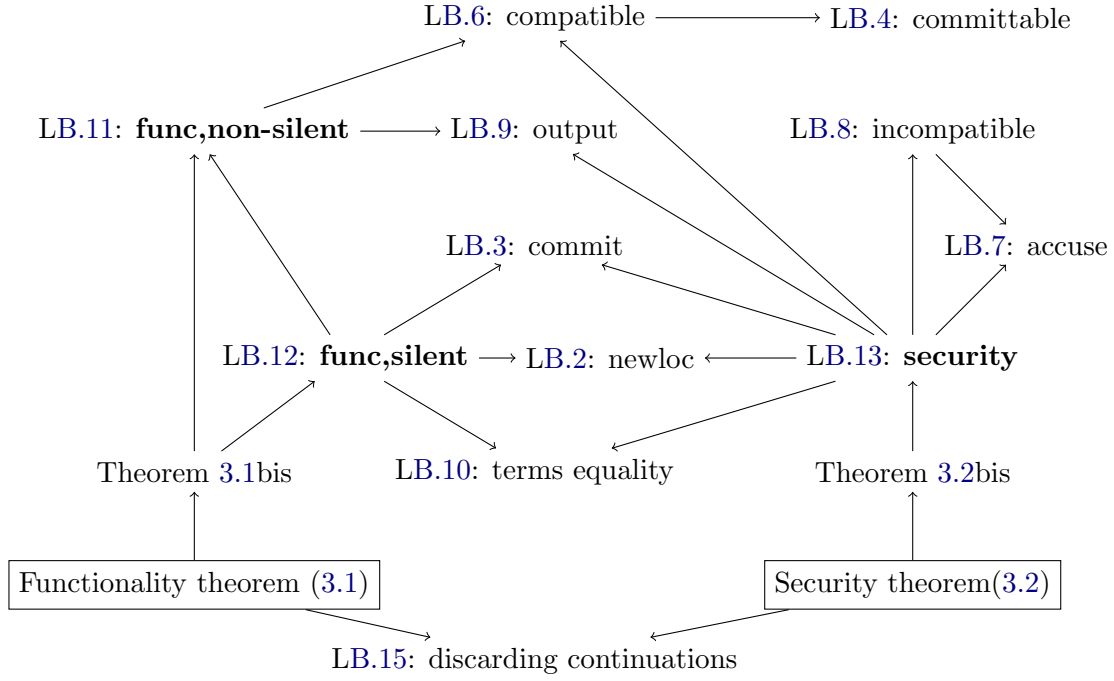 LB.6: compatible
LB.4: committable
LB.11: func,non-silent
LB.9: output
LB.8: incompatible
LB.3: commit
LB.7: accuse
LB.12: func,silent
LB.2: newloc
LB.13: security
Theorem 3.1bis
LB.10: terms equality
Theorem 3.2bis
Functionality theorem (3.1)
Security theorem(3.2)
LB.15: discarding continuations